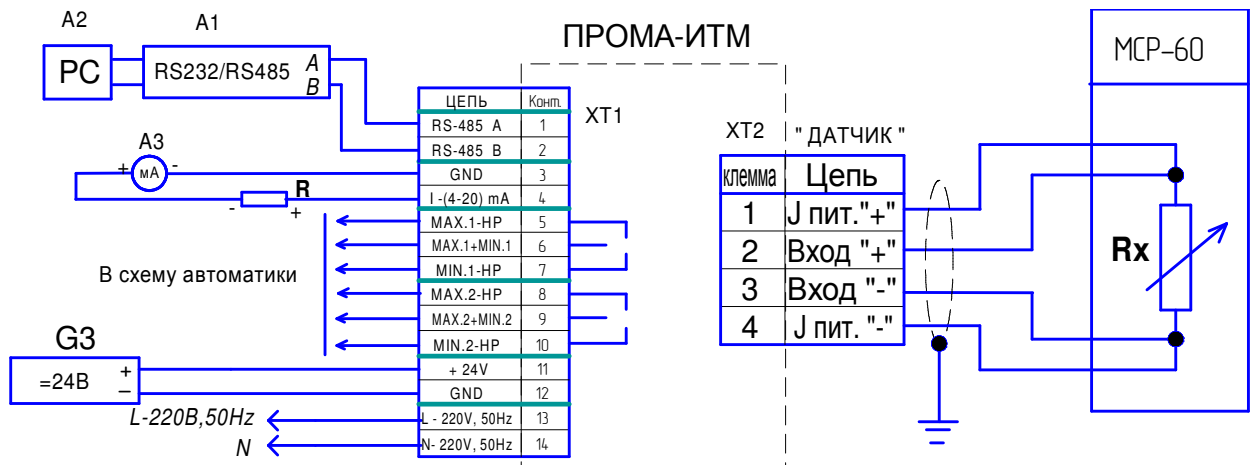 ПРОМА-ИТМ
A2
A1
PC
RS232/RS485
A
B
ЦЕПЬ Конт.
RS-485 A 1
RS-485 B 2
GND 3
I -(4-20) mA 4
MAX.1-HP 5
MAX.1+MIN.1 6
MIN.1-HP 7
MAX.2-HP 8
MAX.2+MIN.2 9
MIN.2-HP 10
+ 24V 11
GND 12
L - 220V, 50Hz 13
N- 220V, 50Hz 14
XT1
A3
+ мА -
R
- +
В схему автоматики
G3
=24В
+
–
L-220В,50Hz
N
XT2 " ДАТЧИК "
клемма Цепь
1 J пит."+"
2 Вход "+"
3 Вход "-"
4 J пит. "-"
МСР-60
Rx